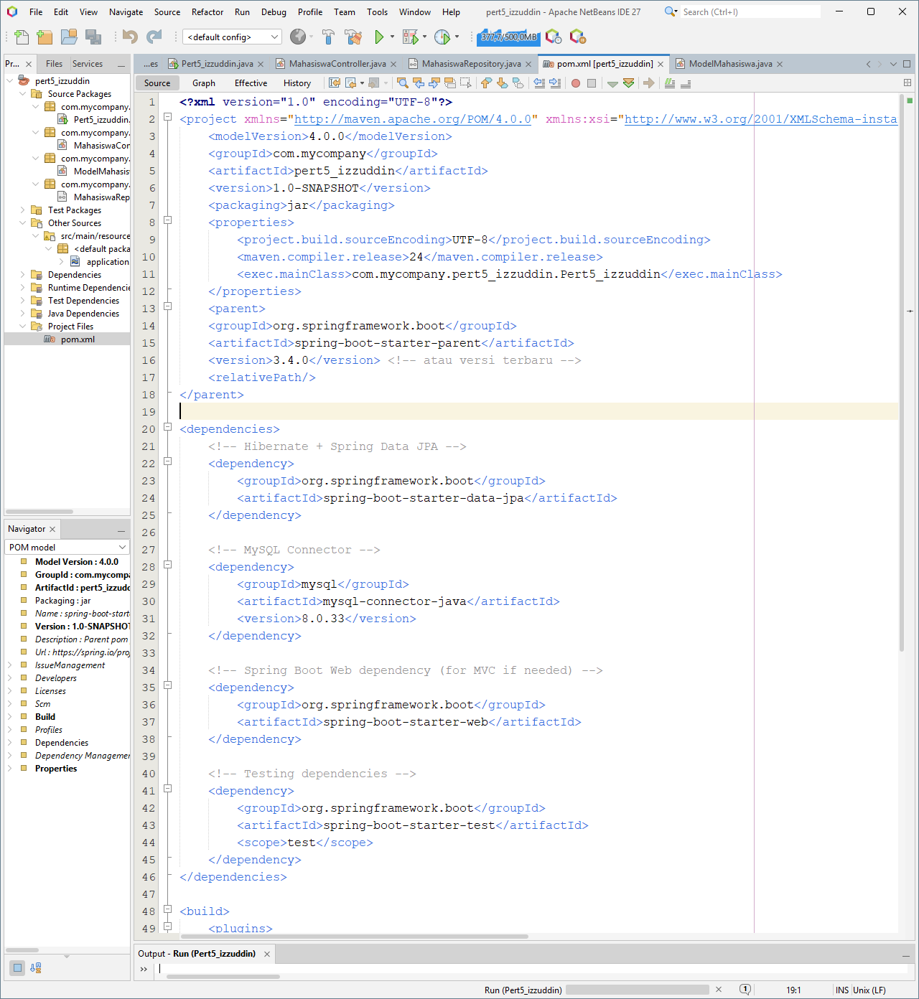 File Edit View Navigate Source Refactor Run Debug Profile Team Tools Window Help pert5_izzuddin - Apache NetBeans IDE 27 Search (Ctrl+I)
<default config> 377,7/500,0MB
Pr... Files Services
...es Pert5_izzuddin.java MahasiswaController.java MahasiswaRepository.java pom.xml [pert5_izzuddin] ModelMahasiswa.java
Source Graph Effective History
pert5_izzuddin
Source Packages
com.mycompany.
Pert5_izzuddin.
com.mycompany.
MahasiswaCon
com.mycompany.
ModelMahasis
com.mycompany.
MahasiswaRep
Test Packages
Other Sources
src/main/resource
<default packa
application
Dependencies
Runtime Dependencie
Test Dependencies
Java Dependencies
Project Files
pom.xml
Navigator
POM model
Model Version : 4.0.0
GroupId : com.mycompa
ArtifactId : pert5_izzudd
Packaging : jar
Name : spring-boot-start
Version : 1.0-SNAPSHOT
Description : Parent pom
Url : https://spring.io/proj
IssueManagement
Developers
Licenses
Scm
Build
Profiles
Dependencies
Dependency Managemen
Properties
1 <?xml version="1.0" encoding="UTF-8"?>
2 <project xmlns="http://maven.apache.org/POM/4.0.0" xmlns:xsi="http://www.w3.org/2001/XMLSchema-insta
3 <modelVersion>4.0.0</modelVersion>
4 <groupId>com.mycompany</groupId>
5 <artifactId>pert5_izzuddin</artifactId>
6 <version>1.0-SNAPSHOT</version>
7 <packaging>jar</packaging>
8 <properties>
9 <project.build.sourceEncoding>UTF-8</project.build.sourceEncoding>
10 <maven.compiler.release>24</maven.compiler.release>
11 <exec.mainClass>com.mycompany.pert5_izzuddin.Pert5_izzuddin</exec.mainClass>
12 </properties>
13 <parent>
14 <groupId>org.springframework.boot</groupId>
15 <artifactId>spring-boot-starter-parent</artifactId>
16 <version>3.4.0</version> <!-- atau versi terbaru -->
17 <relativePath/>
18 </parent>
19
20 <dependencies>
21 <!-- Hibernate + Spring Data JPA -->
22 <dependency>
23 <groupId>org.springframework.boot</groupId>
24 <artifactId>spring-boot-starter-data-jpa</artifactId>
25 </dependency>
26
27 <!-- MySQL Connector -->
28 <dependency>
29 <groupId>mysql</groupId>
30 <artifactId>mysql-connector-java</artifactId>
31 <version>8.0.33</version>
32 </dependency>
33
34 <!-- Spring Boot Web dependency (for MVC if needed) -->
35 <dependency>
36 <groupId>org.springframework.boot</groupId>
37 <artifactId>spring-boot-starter-web</artifactId>
38 </dependency>
39
40 <!-- Testing dependencies -->
41 <dependency>
42 <groupId>org.springframework.boot</groupId>
43 <artifactId>spring-boot-starter-test</artifactId>
44 <scope>test</scope>
45 </dependency>
46 </dependencies>
47
48 <build>
49 <plugins>
Output - Run (Pert5_izzuddin)
>>
Run (Pert5_izzuddin) 1 19:1 INS Unix (LF)